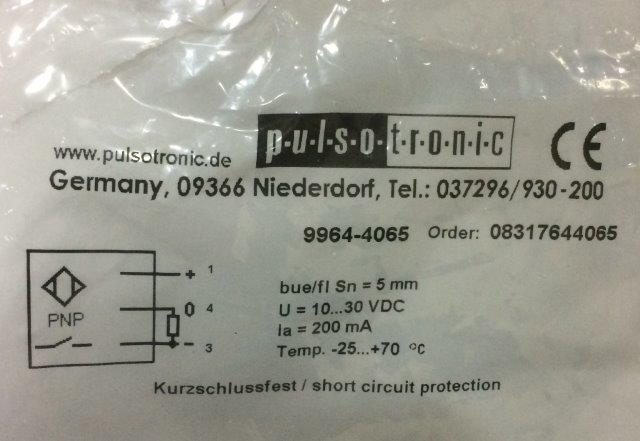 www.pulsotronic.de
p·u·l·s·o·t·r·o·n·i·c
CE
Germany, 09366 Niederdorf, Tel.: 037296/930-200
9964-4065 Order: 08317644065
+ 1
0 4
- 3
PNP
bue/fl Sn = 5 mm
U = 10...30 VDC
Ia = 200 mA
Temp. -25...+70 °c
Kurzschlussfest / short circuit protection